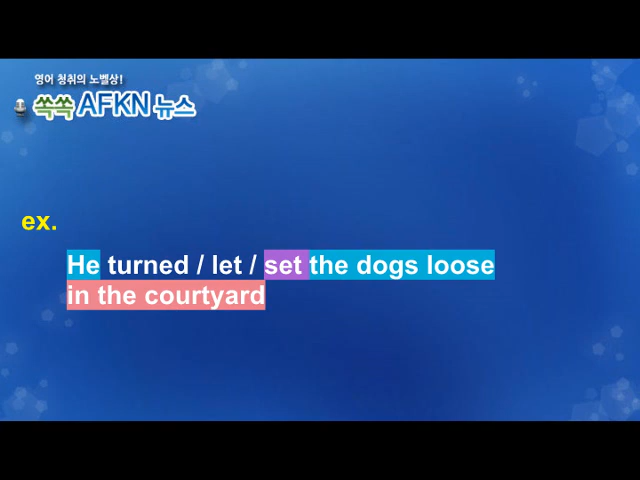 영어 청취의 노벨상!
쏙쏙 AFKN 뉴스
ex.
He turned / let / set the dogs loose
in the courtyard